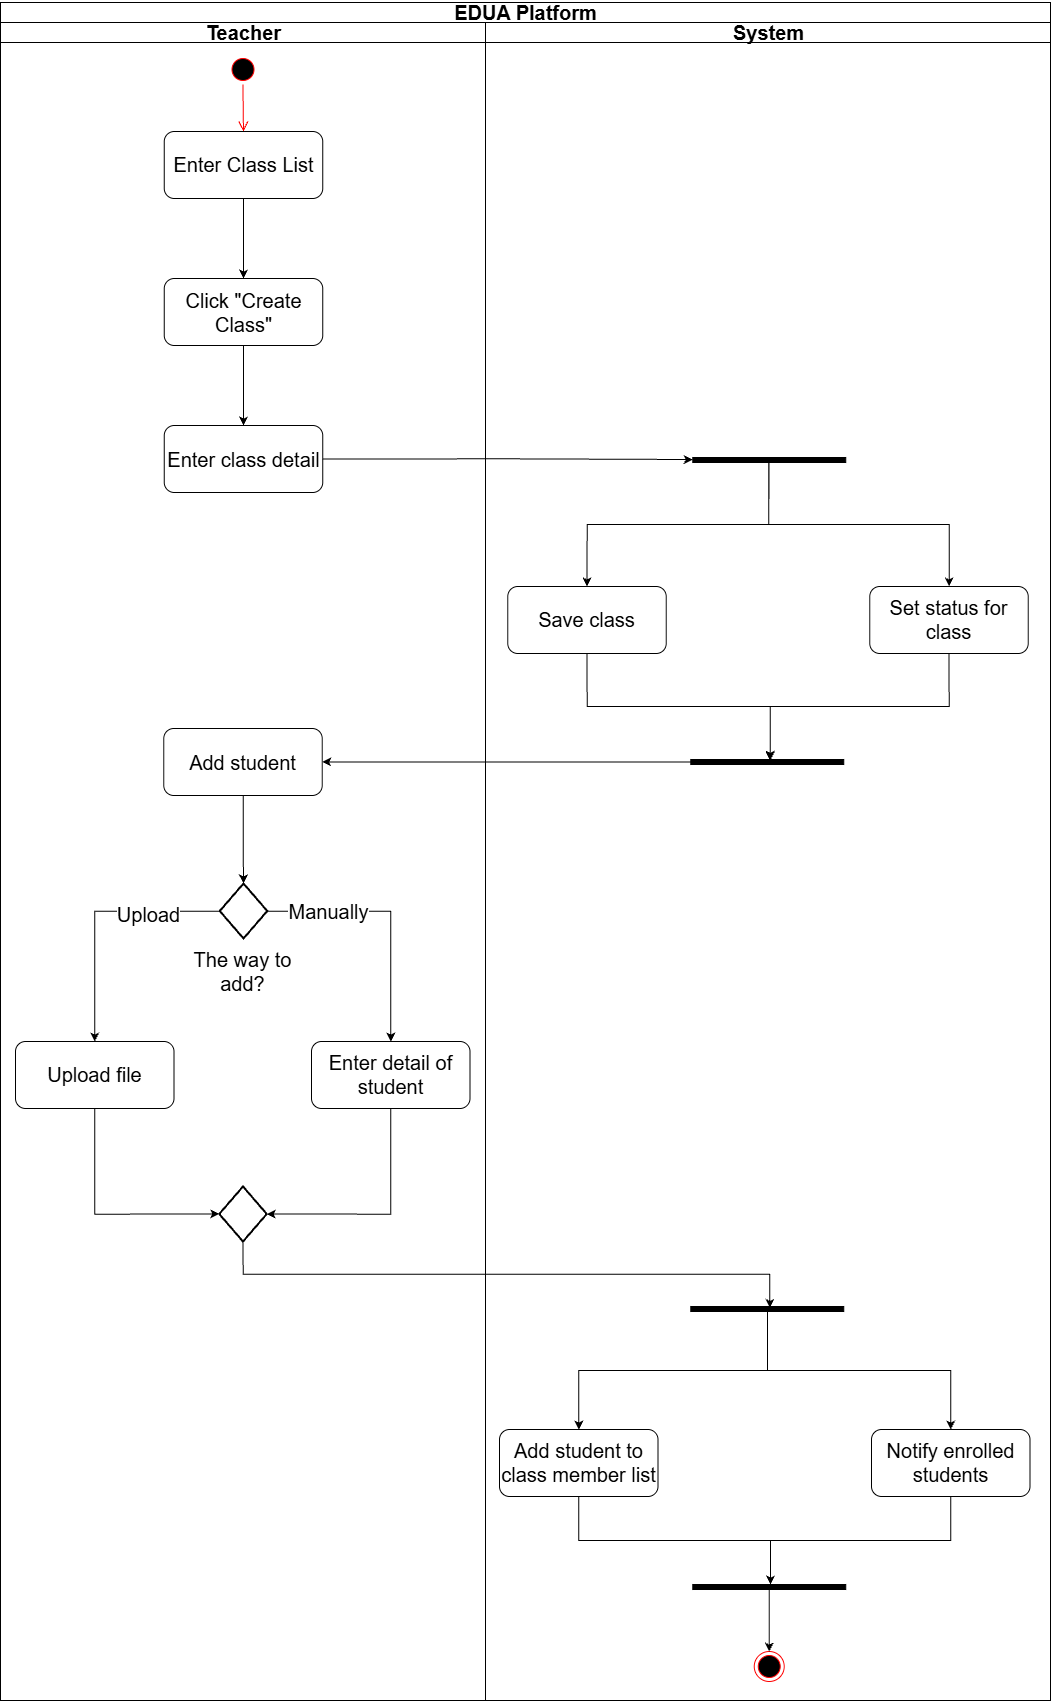 EDUA Platform
Teacher
System
Enter Class List
Click "Create
Class"
Enter class detail
Save class
Set status for
class
Add student
Upload
Manually
The way to
add?
Upload file
Enter detail of
student
Add student to
class member list
Notify enrolled
students